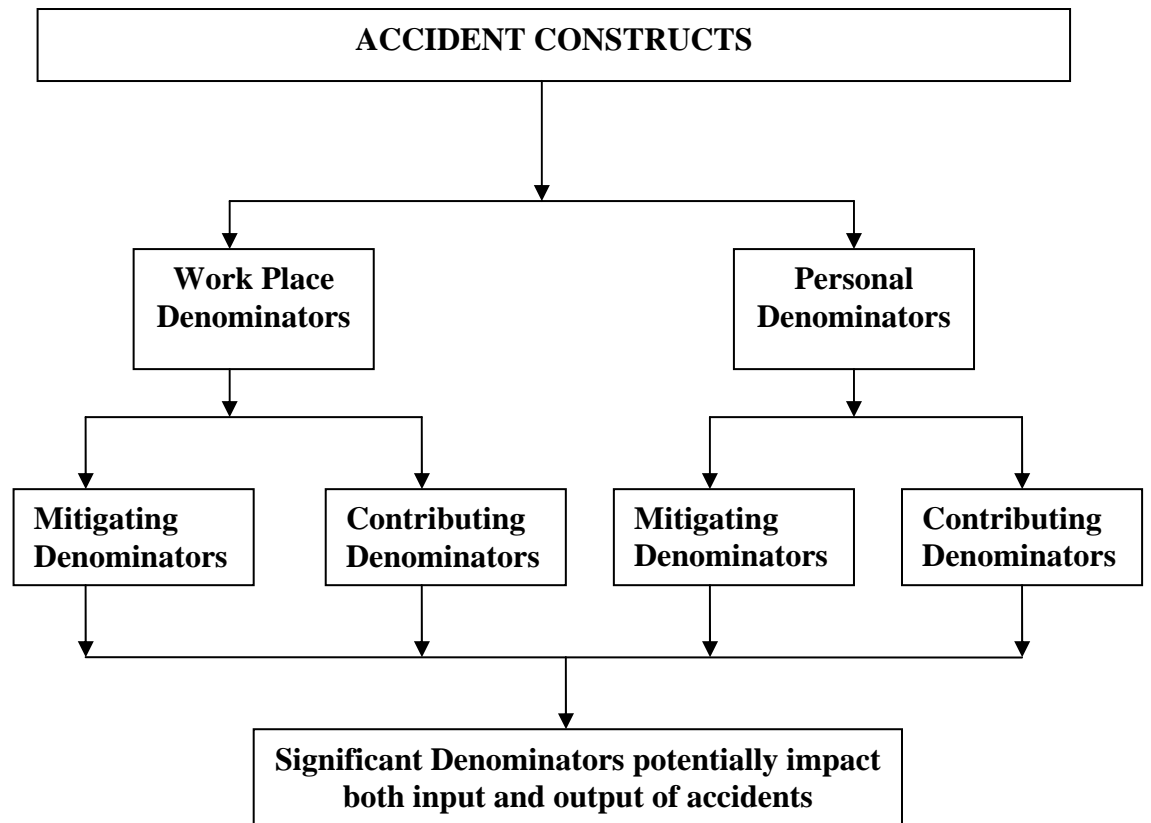 ACCIDENT CONSTRUCTS
Work Place
Denominators
Personal
Denominators
Mitigating
Denominators
Contributing
Denominators
Mitigating
Denominators
Contributing
Denominators
Significant Denominators potentially impact
both input and output of accidents